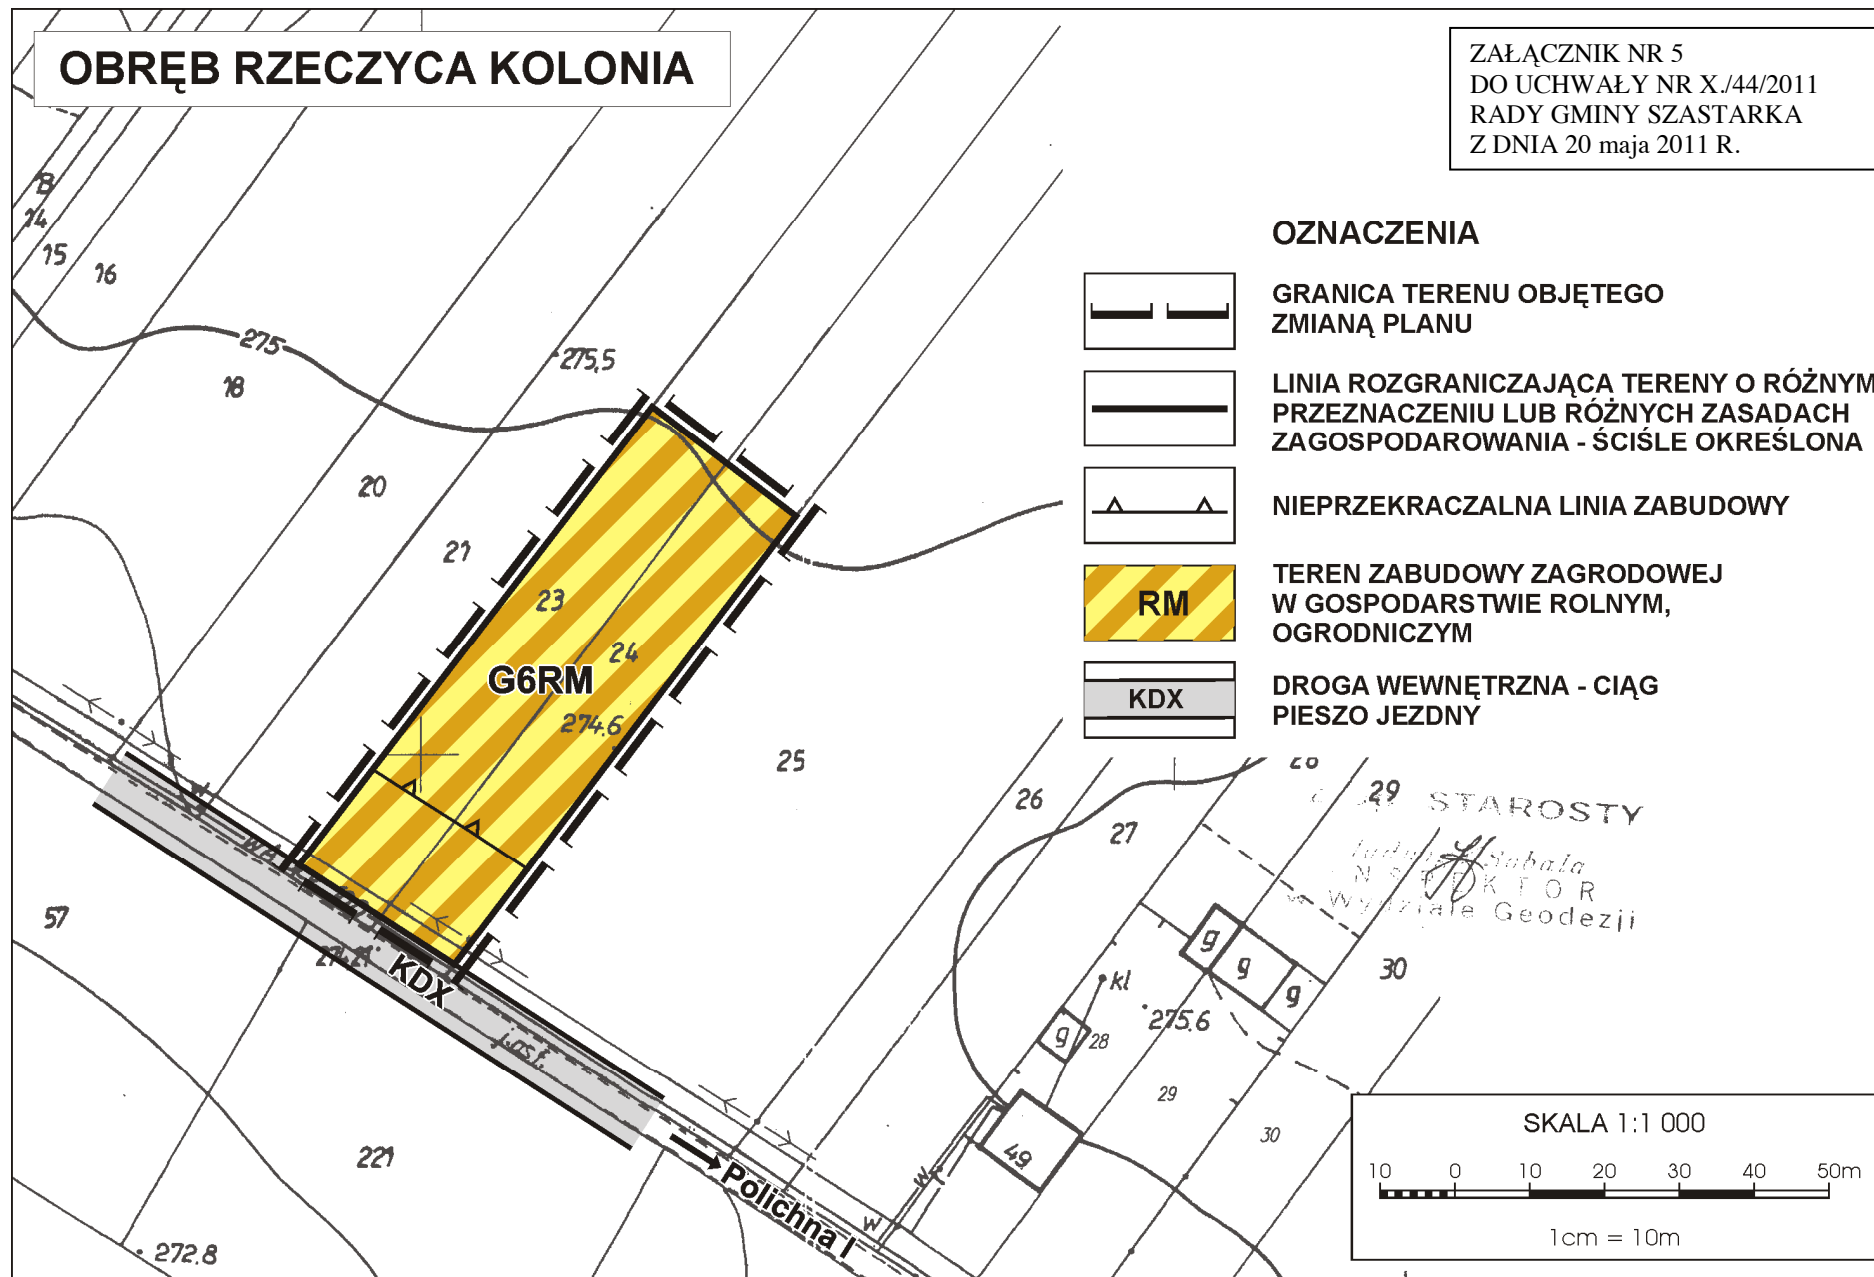 OBRĘB RZECZYCA KOLONIA
ZAŁĄCZNIK NR 5
DO UCHWAŁY NR X./44/2011
RADY GMINY SZASTARKA
Z DNIA 20 maja 2011 R.
OZNACZENIA
GRANICA TERENU OBJĘTEGO
ZMIANĄ PLANU
LINIA ROZGRANICZAJĄCA TERENY O RÓŻNYM
PRZEZNACZENIU LUB RÓŻNYCH ZASADACH
ZAGOSPODAROWANIA - ŚCIŚLE OKREŚLONA
NIEPRZEKRACZALNA LINIA ZABUDOWY
RM
TEREN ZABUDOWY ZAGRODOWEJ
W GOSPODARSTWIE ROLNYM,
OGRODNICZYM
KDX
DROGA WEWNĘTRZNA - CIĄG
PIESZO JEZDNY
14
15
16
275
275,5
18
20
21
23
24
G6RM
274.6
25
26
27
28
29
STAROSTY
Wydziale Geodezji
30
57
KDX
j.asf.
221
272.8
Polichna I
w
w
g
g
g
kl
275.6
g
28
29
30
49
SKALA 1:1 000
10 0 10 20 30 40 50m
1cm = 10m